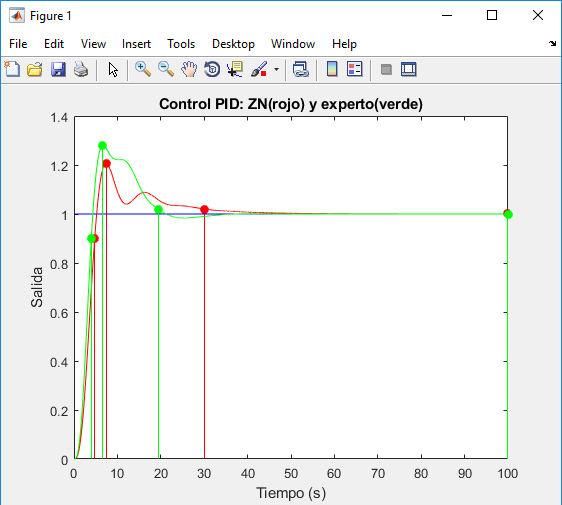 Figure 1
File Edit View Insert Tools Desktop Window Help
Control PID: ZN(rojo) y experto(verde)
1.4
1.2
1
0.8
0.6
0.4
0.2
0
Salida
0 10 20 30 40 50 60 70 80 90 100
Tiempo (s)